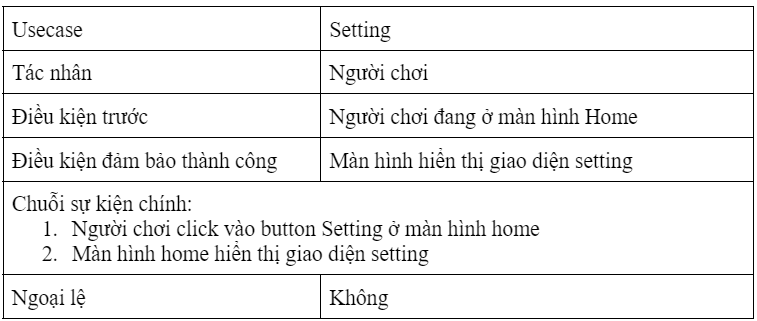 Usecase Setting
Tác nhân Người chơi
Điều kiện trước Người chơi đang ở màn hình Home
Điều kiện đảm bảo thành công Màn hình hiển thị giao diện setting
Chuỗi sự kiện chính:
1. Người chơi click vào button Setting ở màn hình home
2. Màn hình home hiển thị giao diện setting
Ngoại lệ Không